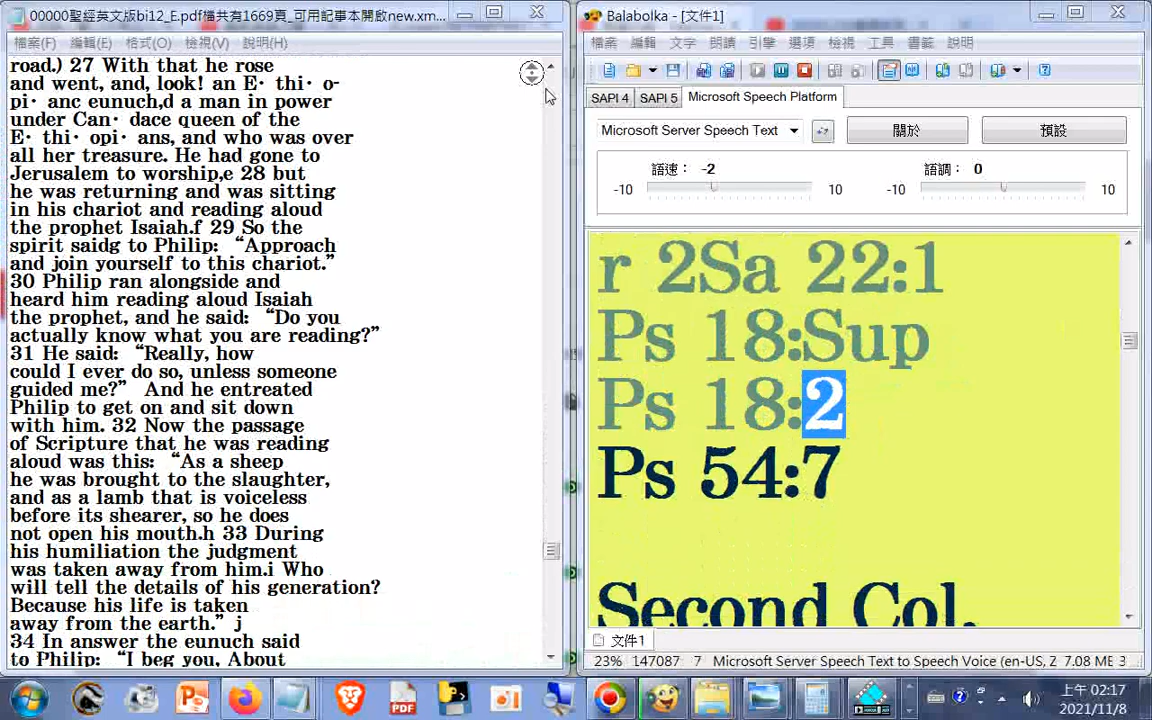 00000聖經英文版bi12_E.pdf檔共有1669頁_可用記事本開啟new.xm...
檔案(F) 編輯(E) 格式(O) 檢視(V) 說明(H)
road.) 27 With that he rose
and went, and, look! an E· thi· o-
pi· anc eunuch,d a man in power
under Can· dace queen of the
E· thi· opi· ans, and who was over
all her treasure. He had gone to
Jerusalem to worship,e 28 but
he was returning and was sitting
in his chariot and reading aloud
the prophet Isaiah.f 29 So the
spirit saidg to Philip: “Approach
and join yourself to this chariot.”
30 Philip ran alongside and
heard him reading aloud Isaiah
the prophet, and he said: “Do you
actually know what you are reading?”
31 He said: “Really, how
could I ever do so, unless someone
guided me?” And he entreated
Philip to get on and sit down
with him. 32 Now the passage
of Scripture that he was reading
aloud was this: “As a sheep
he was brought to the slaughter,
and as a lamb that is voiceless
before its shearer, so he does
not open his mouth.h 33 During
his humiliation the judgment
was taken away from him.i Who
will tell the details of his generation?
Because his life is taken
away from the earth.” j
34 In answer the eunuch said
to Philip: “I beg you, About
Balabolka - [文件1]
檔案 編輯 文字 朗讀 引擎 選項 檢視 工具 書籤 說明
SAPI 4 SAPI 5 Microsoft Speech Platform
Microsoft Server Speech Text 關於 預設
語速： -2 語調： 0
-10 10 -10 10
r 2Sa 22:1
Ps 18:Sup
Ps 18:2
Ps 54:7
Second Col.
文件1
23% 147087 7 Microsoft Server Speech Text to Speech Voice (en-US, Z 7.08 ME 3
PDF
上午 02:17
2021/11/8